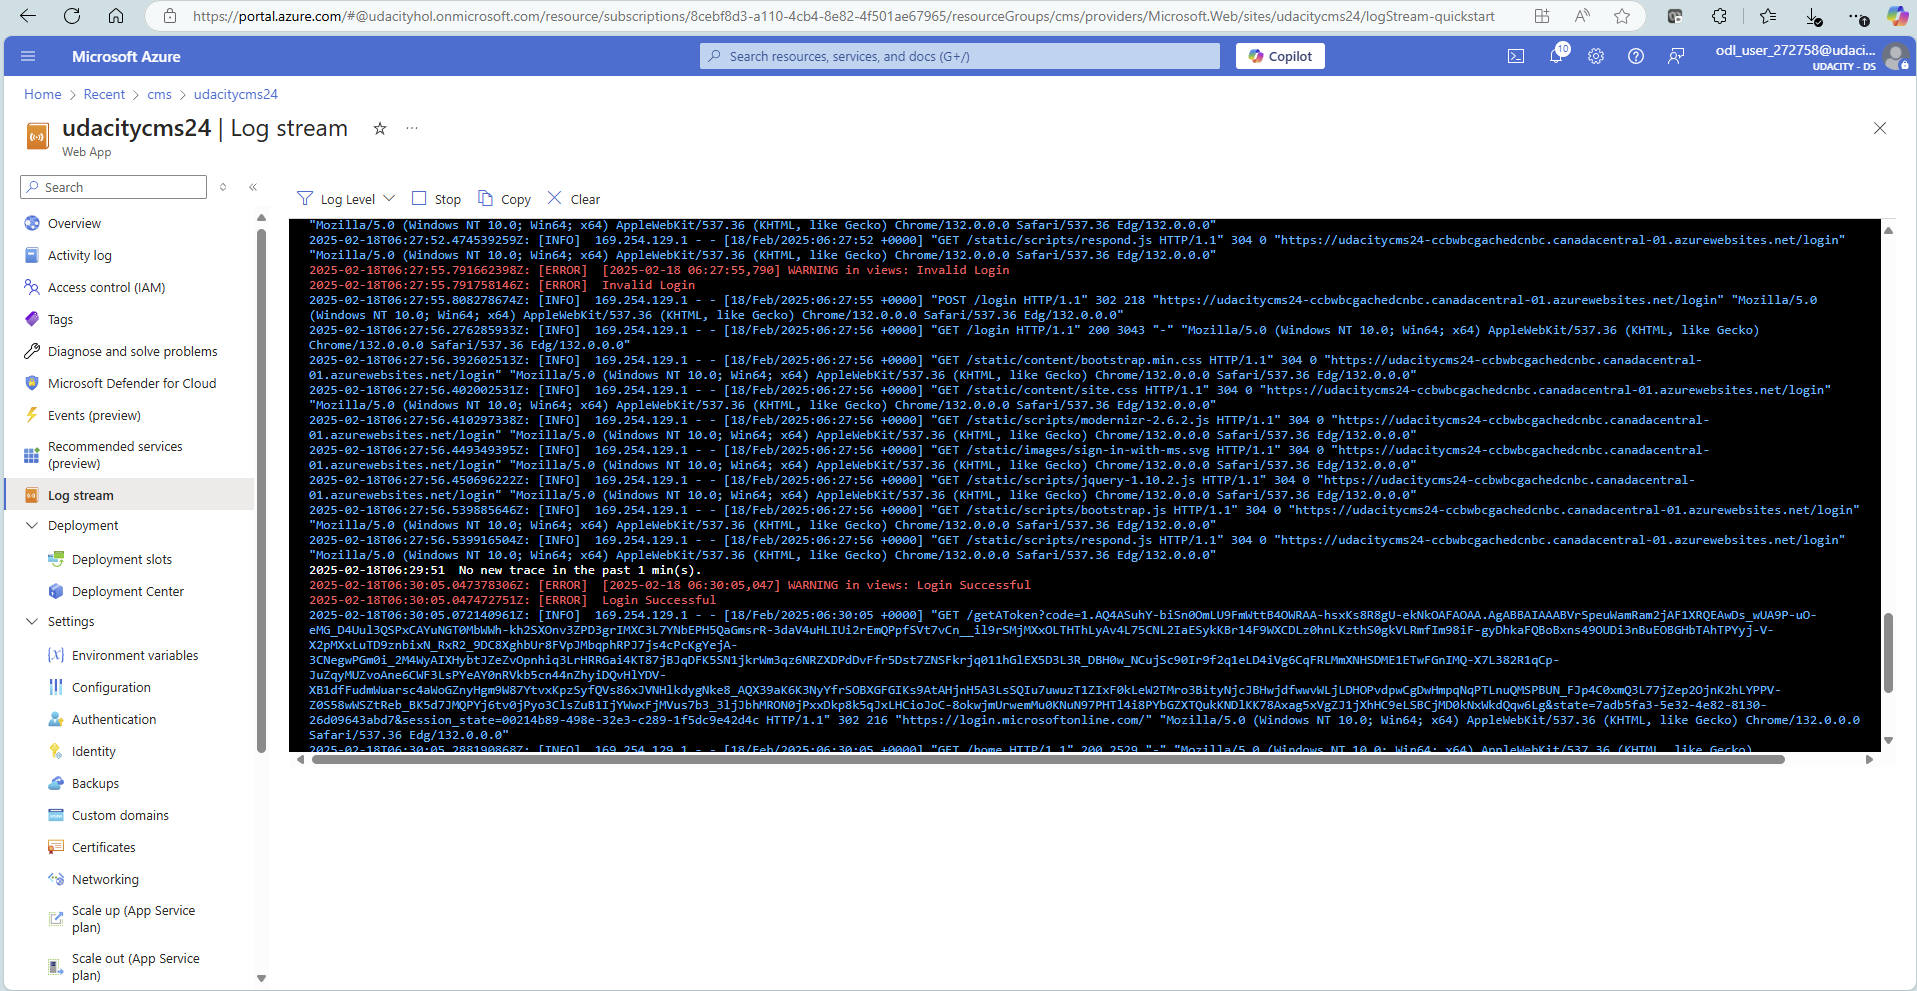 https://portal.azure.com/#@udacityhol.onmicrosoft.com/resource/subscriptions/8cebf8d3-a110-4cb4-8e82-4f501ae67965/resourceGroups/cms/providers/Microsoft.Web/sites/udacitycms24/logStream-quickstart
Microsoft Azure
Search resources, services, and docs (G+/)
Copilot
10
odl_user_272758@udaci...
UDACITY - DS
Home > Recent > cms > udacitycms24
udacitycms24 | Log stream
Web App
Search
Log Level
Stop
Copy
Clear
Overview
Activity log
Access control (IAM)
Tags
Diagnose and solve problems
Microsoft Defender for Cloud
Events (preview)
Recommended services
(preview)
Log stream
Deployment
Deployment slots
Deployment Center
Settings
Environment variables
Configuration
Authentication
Identity
Backups
Custom domains
Certificates
Networking
Scale up (App Service
plan)
Scale out (App Service
plan)
"Mozilla/5.0 (Windows NT 10.0; Win64; x64) AppleWebKit/537.36 (KHTML, like Gecko) Chrome/132.0.0.0 Safari/537.36 Edg/132.0.0.0"
2025-02-18T06:27:52.474539259Z: [INFO] 169.254.129.1 - - [18/Feb/2025:06:27:52 +0000] "GET /static/scripts/respond.js HTTP/1.1" 304 0 "https://udacitycms24-ccbwbcgachedcnbc.canadacentral-01.azurewebsites.net/login"
"Mozilla/5.0 (Windows NT 10.0; Win64; x64) AppleWebKit/537.36 (KHTML, like Gecko) Chrome/132.0.0.0 Safari/537.36 Edg/132.0.0.0"
2025-02-18T06:27:55.791662398Z: [ERROR] [2025-02-18 06:27:55,790] WARNING in views: Invalid Login
2025-02-18T06:27:55.791758146Z: [ERROR] Invalid Login
2025-02-18T06:27:55.808278674Z: [INFO] 169.254.129.1 - - [18/Feb/2025:06:27:55 +0000] "POST /login HTTP/1.1" 302 218 "https://udacitycms24-ccbwbcgachedcnbc.canadacentral-01.azurewebsites.net/login" "Mozilla/5.0
(Windows NT 10.0; Win64; x64) AppleWebKit/537.36 (KHTML, like Gecko) Chrome/132.0.0.0 Safari/537.36 Edg/132.0.0.0"
2025-02-18T06:27:56.276285933Z: [INFO] 169.254.129.1 - - [18/Feb/2025:06:27:56 +0000] "GET /login HTTP/1.1" 200 3043 "-" "Mozilla/5.0 (Windows NT 10.0; Win64; x64) AppleWebKit/537.36 (KHTML, like Gecko)
Chrome/132.0.0.0 Safari/537.36 Edg/132.0.0.0"
2025-02-18T06:27:56.392602513Z: [INFO] 169.254.129.1 - - [18/Feb/2025:06:27:56 +0000] "GET /static/content/bootstrap.min.css HTTP/1.1" 304 0 "https://udacitycms24-ccbwbcgachedcnbc.canadacentral-
01.azurewebsites.net/login" "Mozilla/5.0 (Windows NT 10.0; Win64; x64) AppleWebKit/537.36 (KHTML, like Gecko) Chrome/132.0.0.0 Safari/537.36 Edg/132.0.0.0"
2025-02-18T06:27:56.402002531Z: [INFO] 169.254.129.1 - - [18/Feb/2025:06:27:56 +0000] "GET /static/content/site.css HTTP/1.1" 304 0 "https://udacitycms24-ccbwbcgachedcnbc.canadacentral-01.azurewebsites.net/login"
"Mozilla/5.0 (Windows NT 10.0; Win64; x64) AppleWebKit/537.36 (KHTML, like Gecko) Chrome/132.0.0.0 Safari/537.36 Edg/132.0.0.0"
2025-02-18T06:27:56.410297338Z: [INFO] 169.254.129.1 - - [18/Feb/2025:06:27:56 +0000] "GET /static/scripts/modernizr-2.6.2.js HTTP/1.1" 304 0 "https://udacitycms24-ccbwbcgachedcnbc.canadacentral-
01.azurewebsites.net/login" "Mozilla/5.0 (Windows NT 10.0; Win64; x64) AppleWebKit/537.36 (KHTML, like Gecko) Chrome/132.0.0.0 Safari/537.36 Edg/132.0.0.0"
2025-02-18T06:27:56.449349395Z: [INFO] 169.254.129.1 - - [18/Feb/2025:06:27:56 +0000] "GET /static/images/sign-in-with-ms.svg HTTP/1.1" 304 0 "https://udacitycms24-ccbwbcgachedcnbc.canadacentral-
01.azurewebsites.net/login" "Mozilla/5.0 (Windows NT 10.0; Win64; x64) AppleWebKit/537.36 (KHTML, like Gecko) Chrome/132.0.0.0 Safari/537.36 Edg/132.0.0.0"
2025-02-18T06:27:56.450696222Z: [INFO] 169.254.129.1 - - [18/Feb/2025:06:27:56 +0000] "GET /static/scripts/jquery-1.10.2.js HTTP/1.1" 304 0 "https://udacitycms24-ccbwbcgachedcnbc.canadacentral-
01.azurewebsites.net/login" "Mozilla/5.0 (Windows NT 10.0; Win64; x64) AppleWebKit/537.36 (KHTML, like Gecko) Chrome/132.0.0.0 Safari/537.36 Edg/132.0.0.0"
2025-02-18T06:27:56.539885646Z: [INFO] 169.254.129.1 - - [18/Feb/2025:06:27:56 +0000] "GET /static/scripts/bootstrap.js HTTP/1.1" 304 0 "https://udacitycms24-ccbwbcgachedcnbc.canadacentral-01.azurewebsites.net/login"
"Mozilla/5.0 (Windows NT 10.0; Win64; x64) AppleWebKit/537.36 (KHTML, like Gecko) Chrome/132.0.0.0 Safari/537.36 Edg/132.0.0.0"
2025-02-18T06:27:56.539916504Z: [INFO] 169.254.129.1 - - [18/Feb/2025:06:27:56 +0000] "GET /static/scripts/respond.js HTTP/1.1" 304 0 "https://udacitycms24-ccbwbcgachedcnbc.canadacentral-01.azurewebsites.net/login"
"Mozilla/5.0 (Windows NT 10.0; Win64; x64) AppleWebKit/537.36 (KHTML, like Gecko) Chrome/132.0.0.0 Safari/537.36 Edg/132.0.0.0"
2025-02-18T06:29:51 No new trace in the past 1 min(s).
2025-02-18T06:30:05.047378306Z: [ERROR] [2025-02-18 06:30:05,047] WARNING in views: Login Successful
2025-02-18T06:30:05.047472751Z: [ERROR] Login Successful
2025-02-18T06:30:05.072140961Z: [INFO] 169.254.129.1 - - [18/Feb/2025:06:30:05 +0000] "GET
26d09643abd7&session_state=00214b89-498e-32e3-c289-1f5dc9e42d4c HTTP/1.1" 302 216 "https://login.microsoftonline.com/" "Mozilla/5.0 (Windows NT 10.0; Win64; x64) AppleWebKit/537.36 (KHTML, like Gecko) Chrome/132.0.0.0
Safari/537.36 Edg/132.0.0.0"
2025-02-18T06:30:05.288190868Z: [INFO] 169.254.129.1 - - [18/Feb/2025:06:30:05 +0000] "GET /home HTTP/1.1" 200 2529 "-" "Mozilla/5.0 (Windows NT 10.0; Win64; x64) AppleWebKit/537.36 (KHTML, like Gecko)